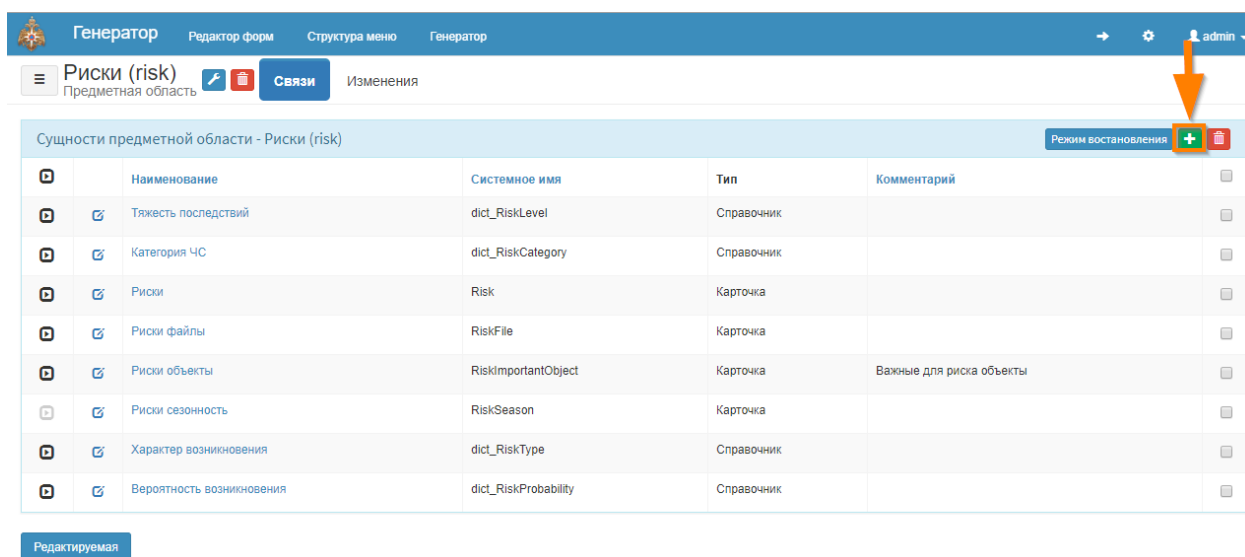 Генератор Редактор форм Структура меню Генератор admin
Риски (risk) Связи Изменения
Предметная область
Сущности предметной области - Риски (risk) Режим востановления
Наименование Системное имя Тип Комментарий
Тяжесть последствий dict_RiskLevel Справочник
Категория ЧС dict_RiskCategory Справочник
Риски Risk Карточка
Риски файлы RiskFile Карточка
Риски объекты RiskImportantObject Карточка Важные для риска объекты
Риски сезонность RiskSeason Карточка
Характер возникновения dict_RiskType Справочник
Вероятность возникновения dict_RiskProbability Справочник
Редактируемая